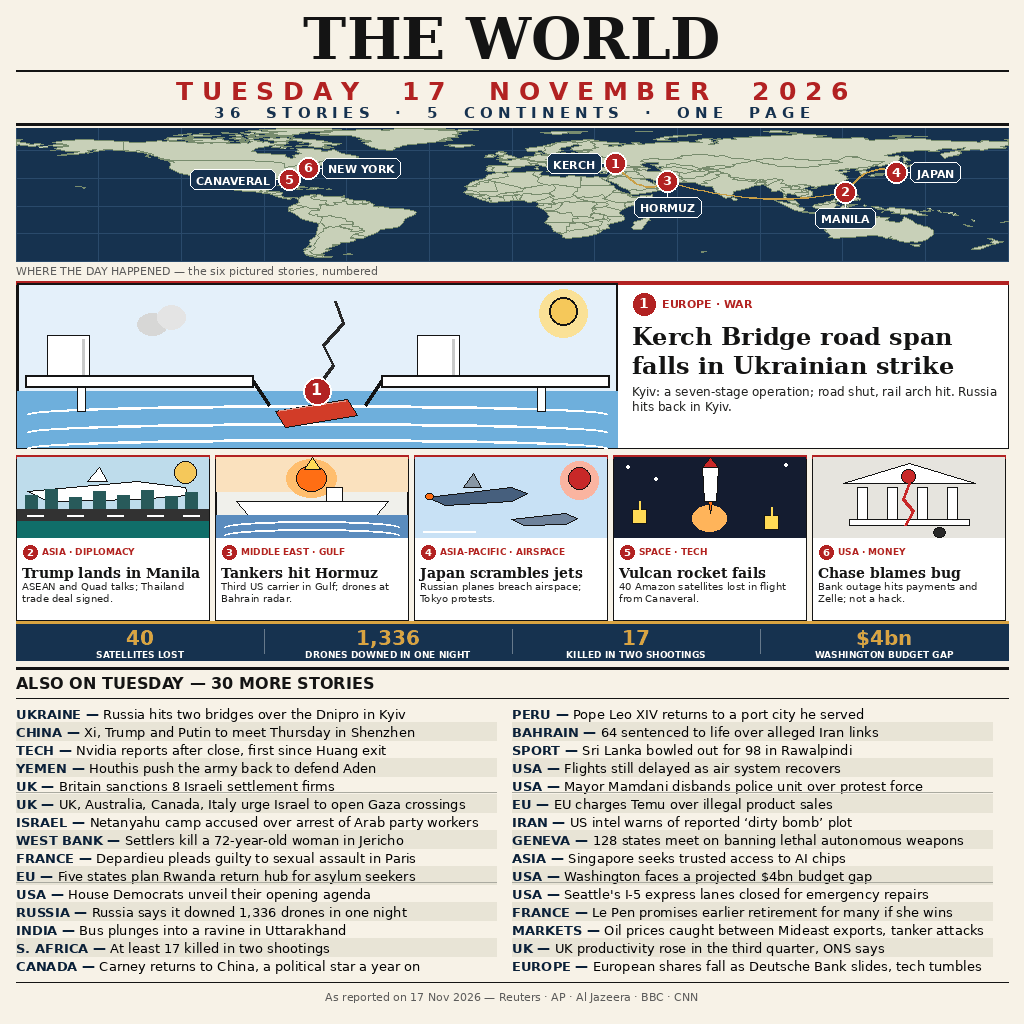 THE WORLD
TUESDAY 17 NOVEMBER 2026
36 STORIES · 5 CONTINENTS · ONE PAGE
CANAVERAL 5
6 NEW YORK
KERCH 1
3
HORMUZ
2
MANILA
4 JAPAN
WHERE THE DAY HAPPENED — the six pictured stories, numbered
1
1 EUROPE · WAR
Kerch Bridge road span
falls in Ukrainian strike
Kyiv: a seven-stage operation; road shut, rail arch hit. Russia
hits back in Kyiv.
2 ASIA · DIPLOMACY
Trump lands in Manila
ASEAN and Quad talks; Thailand
trade deal signed.
3 MIDDLE EAST · GULF
Tankers hit Hormuz
Third US carrier in Gulf; drones at
Bahrain radar.
4 ASIA-PACIFIC · AIRSPACE
Japan scrambles jets
Russian planes breach airspace;
Tokyo protests.
5 SPACE · TECH
Vulcan rocket fails
40 Amazon satellites lost in flight
from Canaveral.
6 USA · MONEY
Chase blames bug
Bank outage hits payments and
Zelle; not a hack.
40
SATELLITES LOST
1,336
DRONES DOWNED IN ONE NIGHT
17
KILLED IN TWO SHOOTINGS
$4bn
WASHINGTON BUDGET GAP
ALSO ON TUESDAY — 30 MORE STORIES
UKRAINE — Russia hits two bridges over the Dnipro in Kyiv
CHINA — Xi, Trump and Putin to meet Thursday in Shenzhen
TECH — Nvidia reports after close, first since Huang exit
YEMEN — Houthis push the army back to defend Aden
UK — Britain sanctions 8 Israeli settlement firms
UK — UK, Australia, Canada, Italy urge Israel to open Gaza crossings
ISRAEL — Netanyahu camp accused over arrest of Arab party workers
WEST BANK — Settlers kill a 72-year-old woman in Jericho
FRANCE — Depardieu pleads guilty to sexual assault in Paris
EU — Five states plan Rwanda return hub for asylum seekers
USA — House Democrats unveil their opening agenda
RUSSIA — Russia says it downed 1,336 drones in one night
INDIA — Bus plunges into a ravine in Uttarakhand
S. AFRICA — At least 17 killed in two shootings
CANADA — Carney returns to China, a political star a year on
PERU — Pope Leo XIV returns to a port city he served
BAHRAIN — 64 sentenced to life over alleged Iran links
SPORT — Sri Lanka bowled out for 98 in Rawalpindi
USA — Flights still delayed as air system recovers
USA — Mayor Mamdani disbands police unit over protest force
EU — EU charges Temu over illegal product sales
IRAN — US intel warns of reported ‘dirty bomb’ plot
GENEVA — 128 states meet on banning lethal autonomous weapons
ASIA — Singapore seeks trusted access to AI chips
USA — Washington faces a projected $4bn budget gap
USA — Seattle's I-5 express lanes closed for emergency repairs
FRANCE — Le Pen promises earlier retirement for many if she wins
MARKETS — Oil prices caught between Mideast exports, tanker attacks
UK — UK productivity rose in the third quarter, ONS says
EUROPE — European shares fall as Deutsche Bank slides, tech tumbles
As reported on 17 Nov 2026 — Reuters · AP · Al Jazeera · BBC · CNN